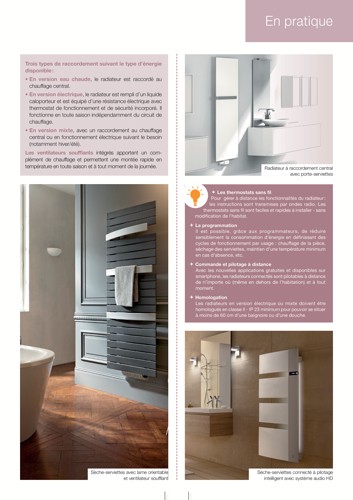 En pratique
Trois types de raccordement suivant le type d'énergie
disponible :
• En version eau chaude, le radiateur est raccordé au
chauffage central.
• En version électrique, le radiateur est rempli d'un liquide
caloporteur et est équipé d'une résistance électrique avec
thermostat de fonctionnement et de sécurité incorporé. Il
fonctionne en toute saison indépendamment du circuit de
chauffage.
• En version mixte, avec un raccordement au chauffage
central ou en fonctionnement électrique suivant le besoin
(notamment hiver/été).
Les ventilateurs soufflants intégrés apportent un com-
plément de chauffage et permettent une montée rapide en
température en toute saison et à tout moment de la journée.
Radiateur à raccordement central
avec porte-serviettes
Les thermostats sans fil
Pour gérer à distance les fonctionnalités du radiateur-
les instructions sont transmises par ondes radio. Les
thermostats sans fil sont faciles et rapides à installer - sans
modification de l'habitat.
La programmation
Il est possible, grâce aux programmateurs, de réduire
sensiblement la consommation d'énergie en définissant des
cycles de fonctionnement par usage : chauffage de la pièce,
séchage des serviettes, maintien d'une température minimum
en cas d'absence, etc.
Commande et pilotage à distance
Avec les nouvelles applications gratuites et disponibles sur
smartphone, les radiateurs connectés sont pilotables à distance
de n'importe où (même en dehors de l'habitation) et à tout
moment.
Homologation
Les radiateurs en version électrique ou mixte doivent être
homologués en classe II - IP 23 minimum pour pouvoir se situer
à moins de 60 cm d'une baignoire ou d'une douche.
Sèche-serviettes avec lame orientable
et ventilateur soufflant
Sèche-serviettes connecté à pilotage
intelligent avec système audio HD